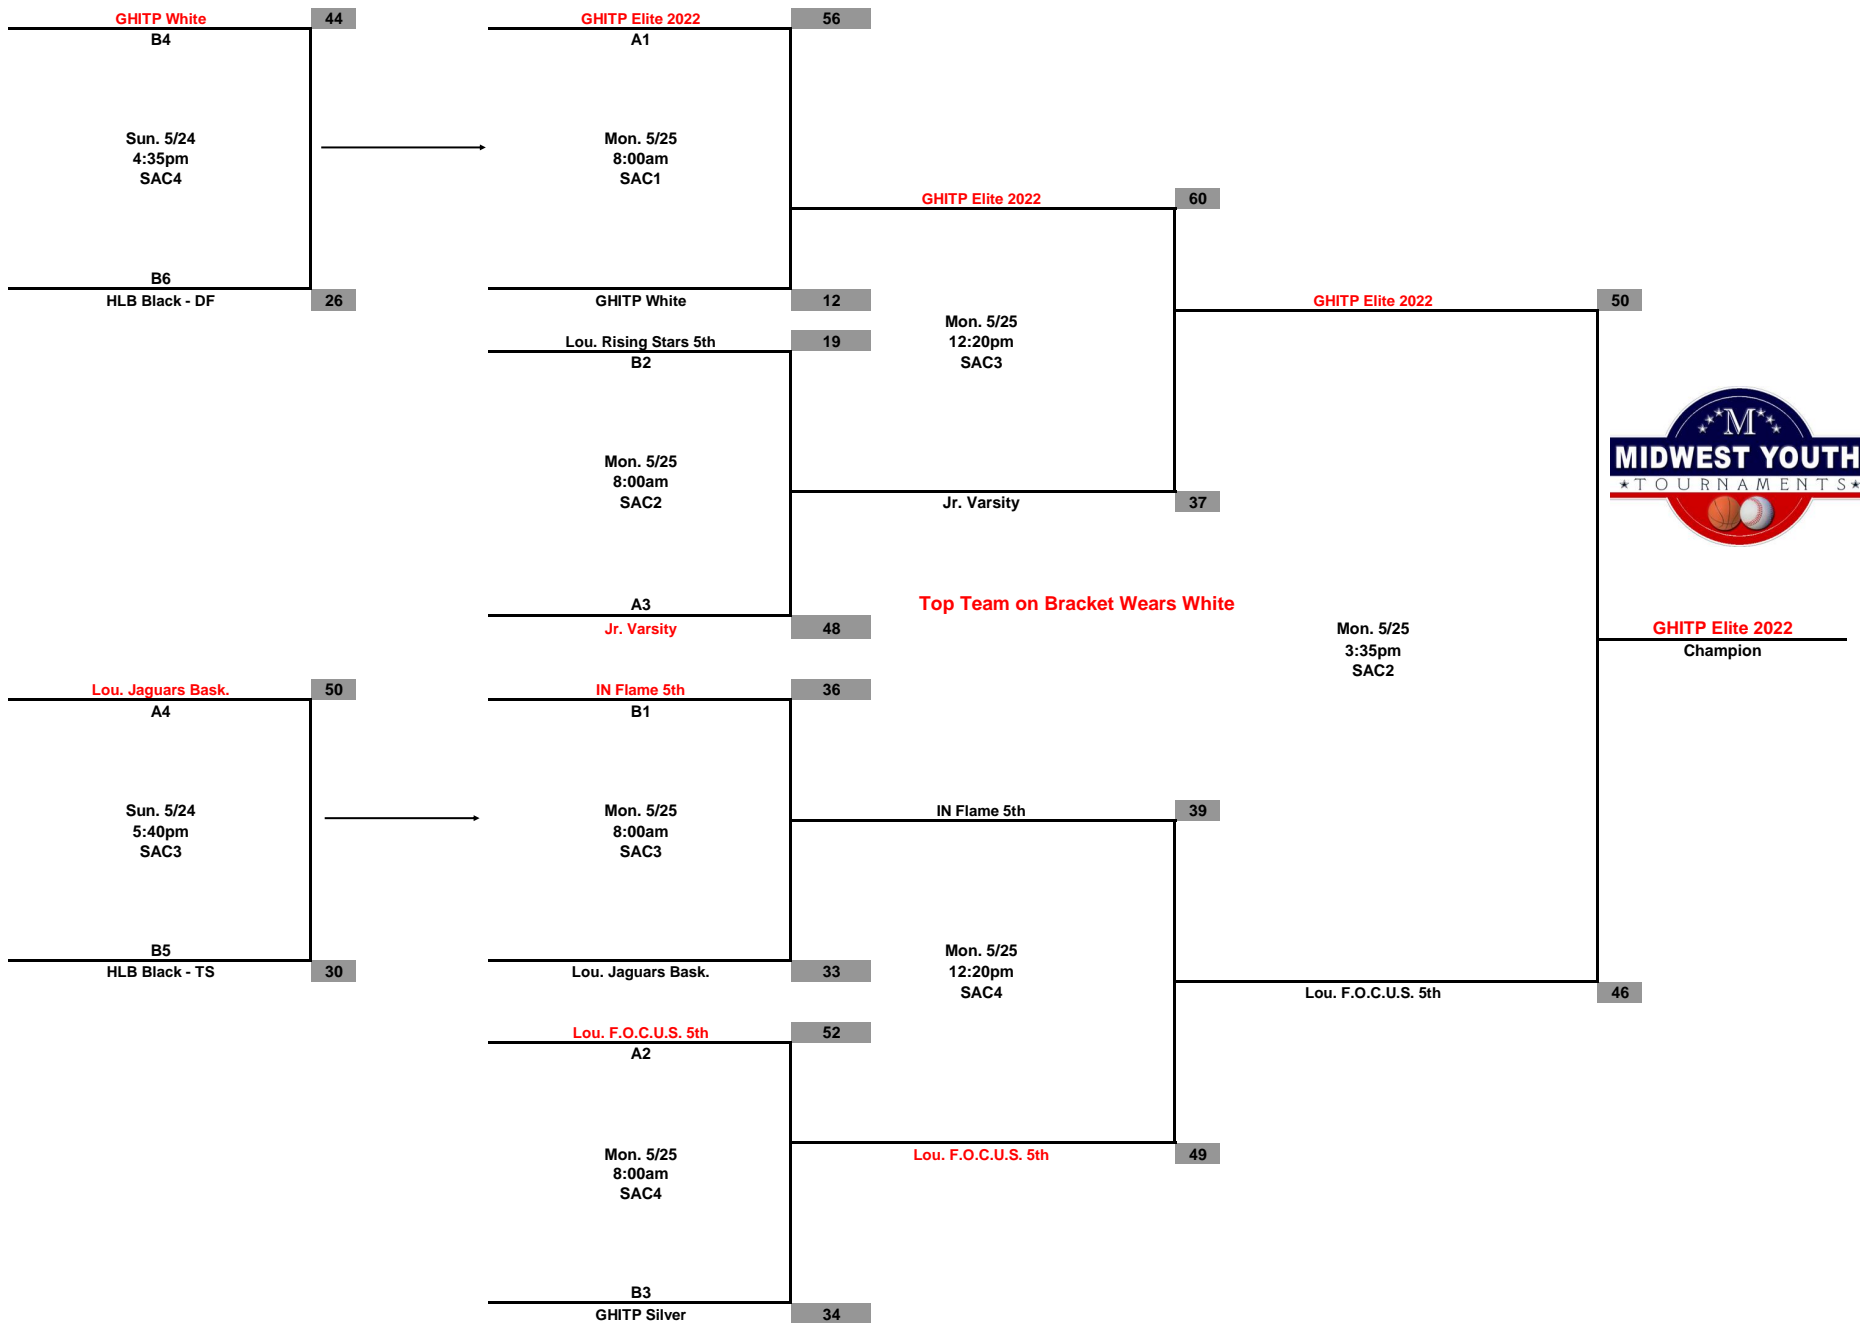 GHITP White 44
B4
Sun. 5/24
4:35pm
SAC4
B6
HLB Black - DF 26
GHITP Elite 2022 56
A1
Mon. 5/25
8:00am
SAC1
GHITP White 12
Lou. Rising Stars 5th 19
B2
Mon. 5/25
8:00am
SAC2
A3
Jr. Varsity 48
GHITP Elite 2022 60
Mon. 5/25
12:20pm
SAC3
Jr. Varsity 37
Top Team on Bracket Wears White
Lou. Jaguars Bask. 50
A4
Sun. 5/24
5:40pm
SAC3
B5
HLB Black - TS 30
IN Flame 5th 36
B1
Mon. 5/25
8:00am
SAC3
Lou. Jaguars Bask. 33
Lou. F.O.C.U.S. 5th 52
A2
Mon. 5/25
8:00am
SAC4
B3
GHITP Silver 34
IN Flame 5th 39
Mon. 5/25
12:20pm
SAC4
Lou. F.O.C.U.S. 5th 49
GHITP Elite 2022 50
Mon. 5/25
3:35pm
SAC2
Lou. F.O.C.U.S. 5th 46
M
MIDWEST YOUTH
TOURNAMENTS
GHITP Elite 2022
Champion